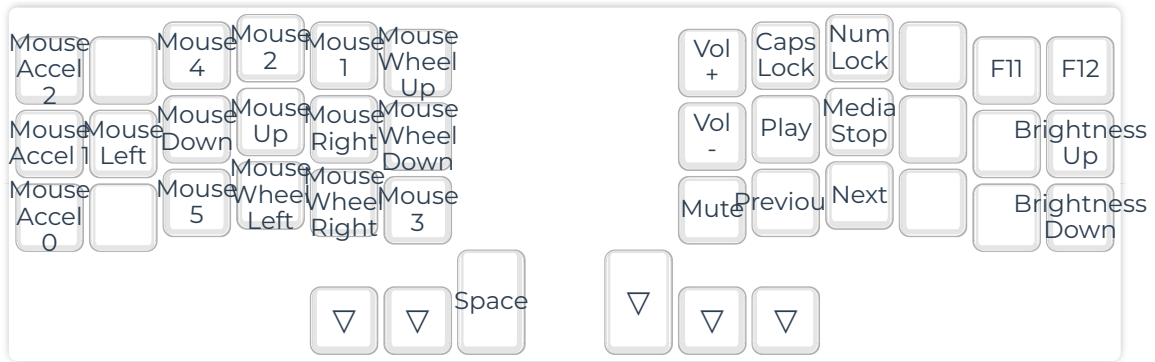 Mouse
Accel
2
Mouse
4
Mouse
2
Mouse
1
Mouse
Wheel
Up
Vol
+
Caps
Lock
Num
Lock
F11
F12
Mouse
Accel 1
Mouse
Left
Mouse
Down
Mouse
Up
Mouse
Right
Mouse
Wheel
Down
Vol
-
Play
Media
Stop
Brightness
Up
Mouse
Accel
0
Mouse
5
Mouse
Wheel
Left
Mouse
Wheel
Right
Mouse
3
Mute
Previou
Next
Brightness
Down
▽
▽
Space
▽
▽
▽